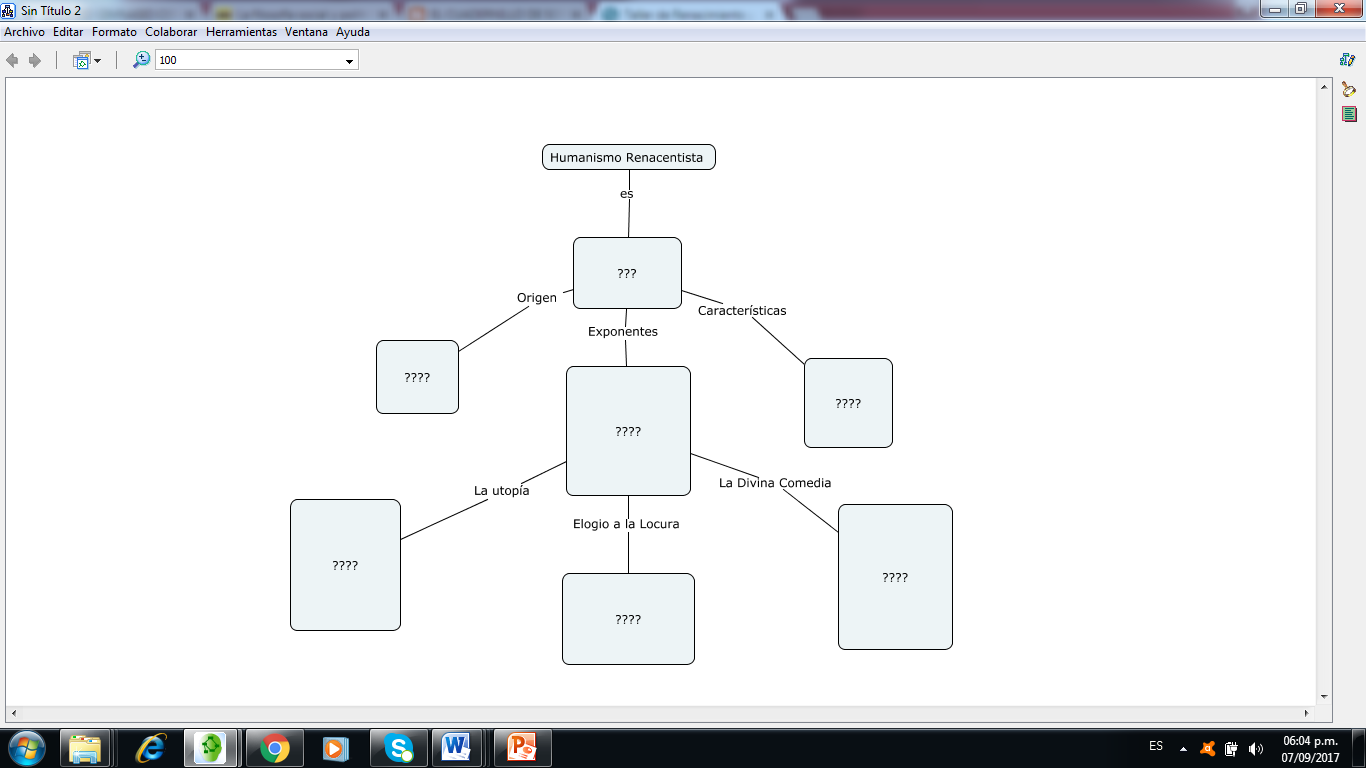 Sin Título 2
Archivo Editar Formato Colaborar Herramientas Ventana Ayuda
100
Humanismo Renacentista
es
???
Origen
Características
Exponentes
????
????
????
La utopía
La Divina Comedia
Elogio a la Locura
????
????
????
ES
06:04 p.m.
07/09/2017